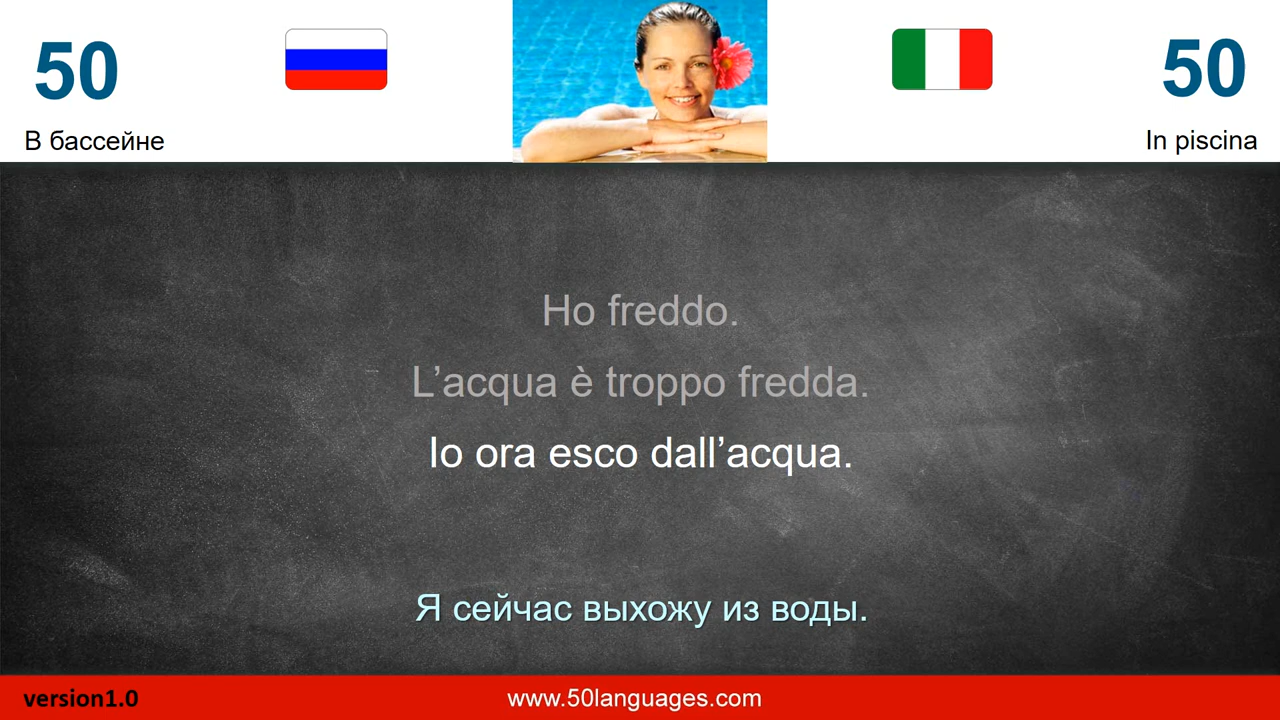 50
50
В бассейне
In piscina
Ho freddo.
L’acqua è troppo fredda.
Io ora esco dall’acqua.
Я сейчас выхожу из воды.
version1.0
www.50languages.com